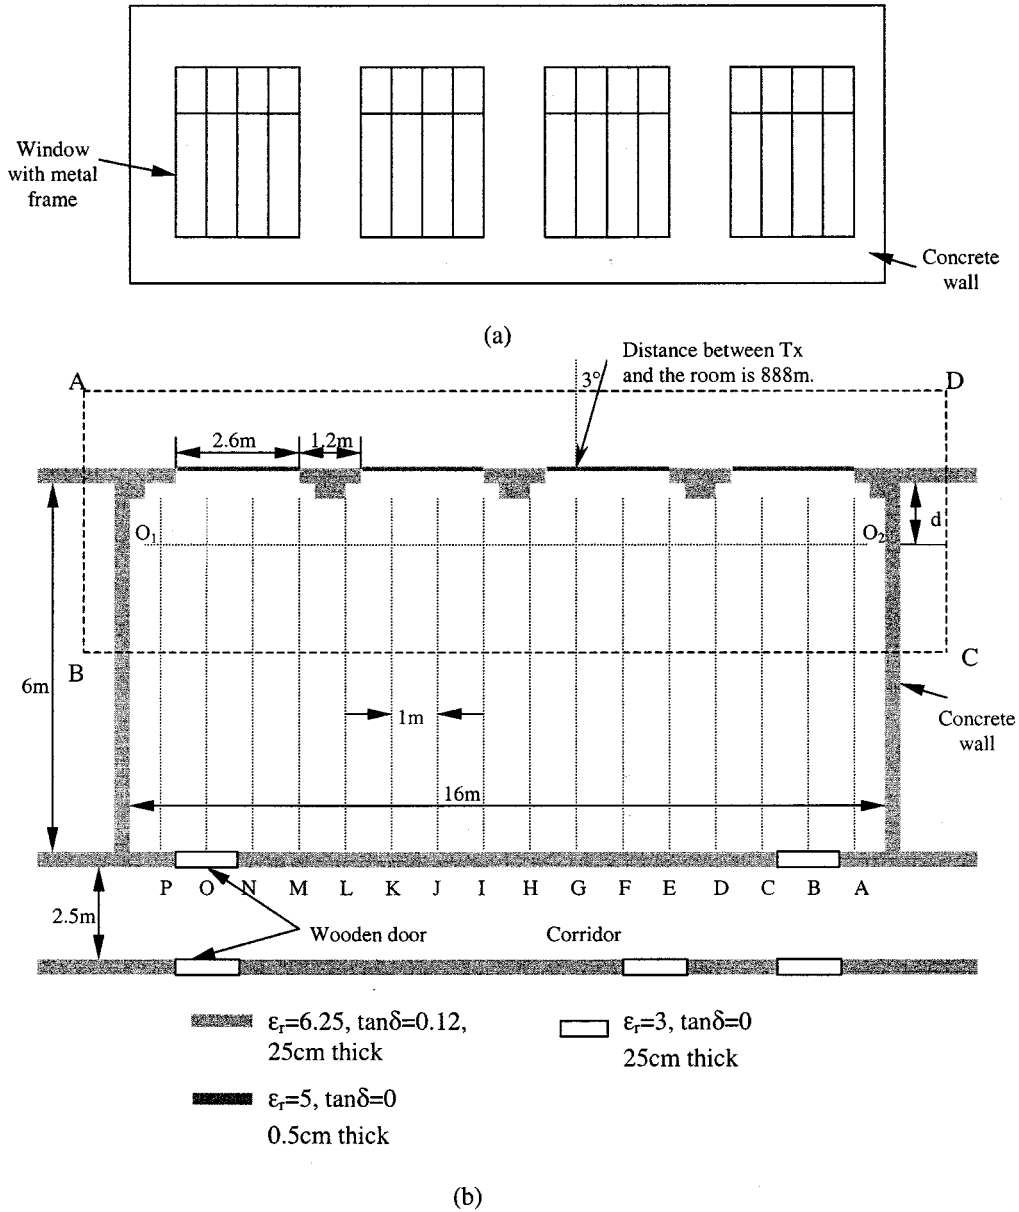 Window
with metal
frame
Concrete
wall
(a)
Distance between Tx
and the room is 888m.
3°
A
D
2.6m
1.2m
O₁
O₂
d
B
C
6m
1m
Concrete
wall
16m
P O N M L K J I H G F E D C B A
2.5m
Wooden door
Corridor
εr=6.25, tanδ=0.12,
25cm thick
εr=3, tanδ=0
25cm thick
εr=5, tanδ=0
0.5cm thick
(b)